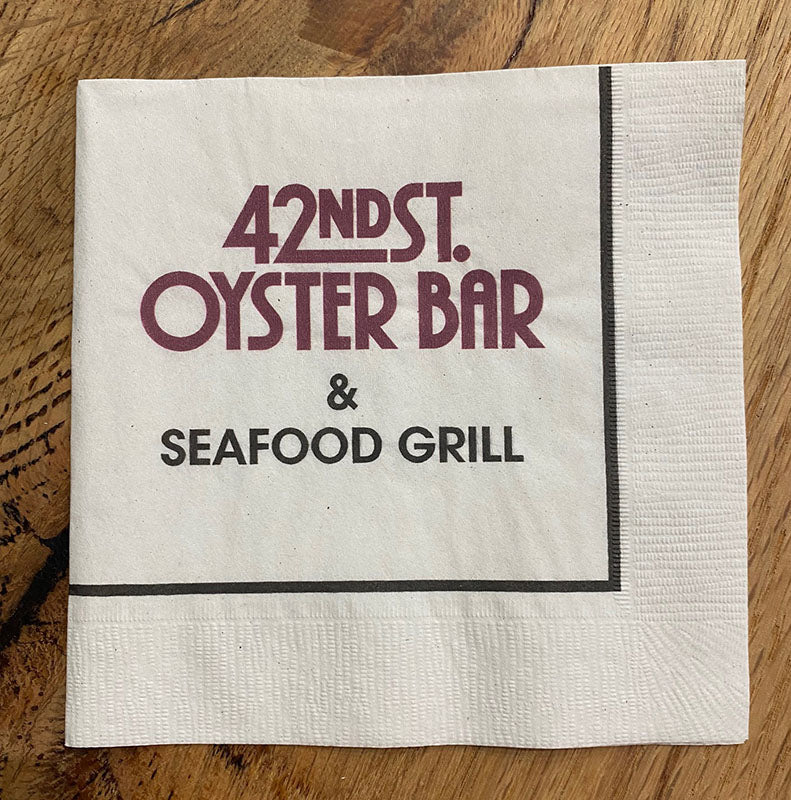 42ND ST.
OYSTER BAR
&
SEAFOOD GRILL